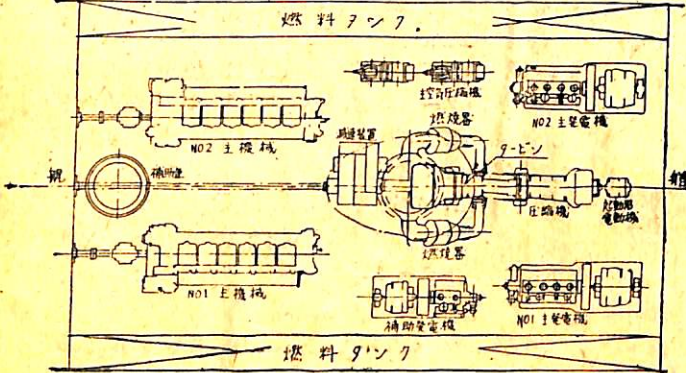 燃料タンク.
主空気圧縮機
NO2 主発電機
燃焼器
NO2 主機械
減速装置
タービン
舵
補助缶
艏
圧縮機
起動用
電動機
燃焼器
NO1 主機械
補助発電機
NO1 主発電機
燃料タンク